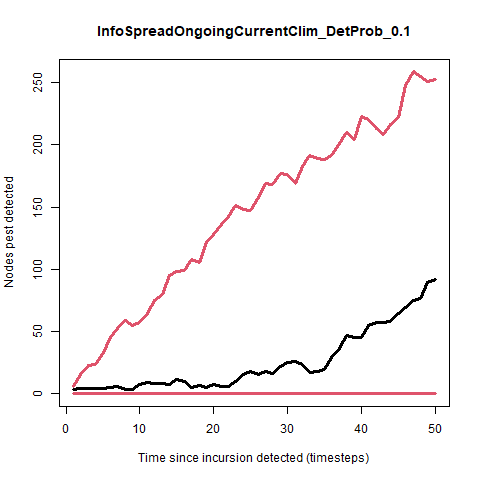 InfoSpreadOngoingCurrentClim_DetProb_0.1
Nodes pest detected
250
200
150
100
50
0
0 10 20 30 40 50
Time since incursion detected (timesteps)